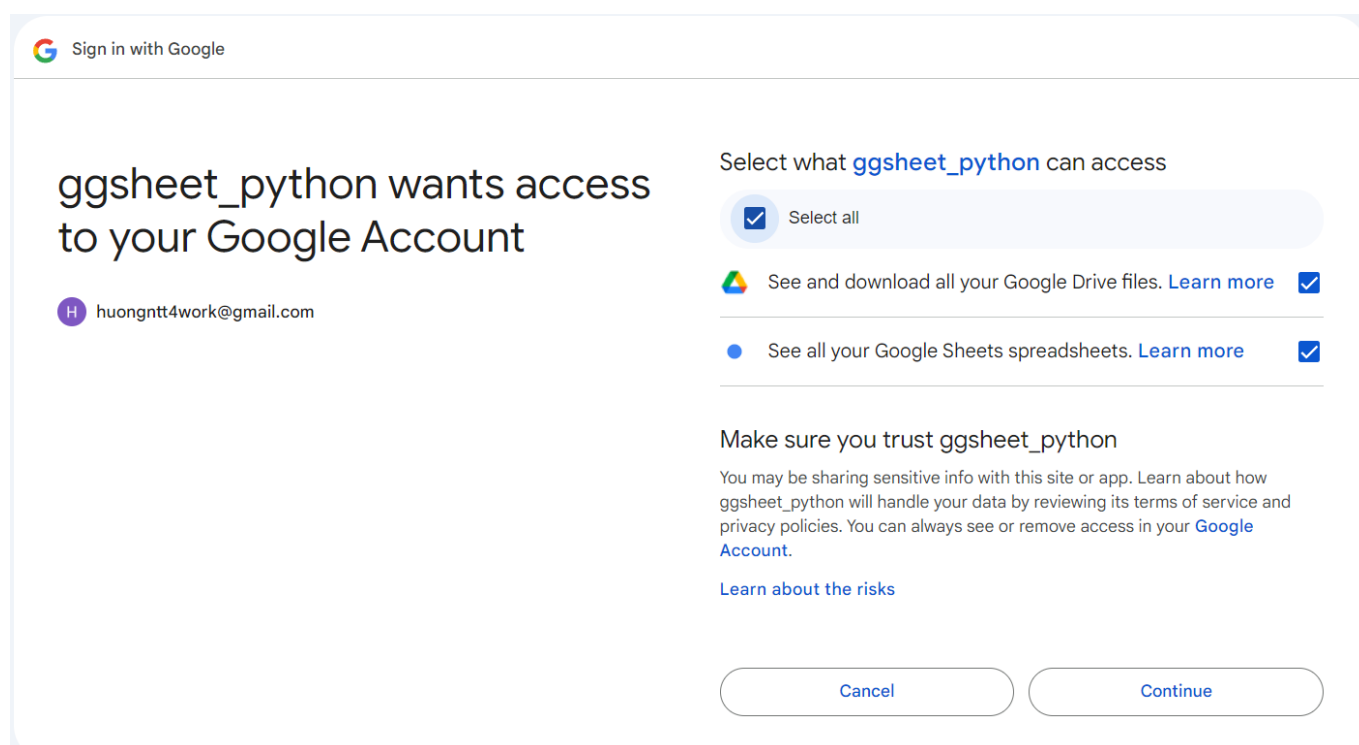 Sign in with Google
ggsheet_python wants access
to your Google Account
H huongntt4work@gmail.com
Select what ggsheet_python can access
Select all
See and download all your Google Drive files. Learn more
See all your Google Sheets spreadsheets. Learn more
Make sure you trust ggsheet_python
You may be sharing sensitive info with this site or app. Learn about how
ggsheet_python will handle your data by reviewing its terms of service and
privacy policies. You can always see or remove access in your Google
Account.
Learn about the risks
Cancel
Continue